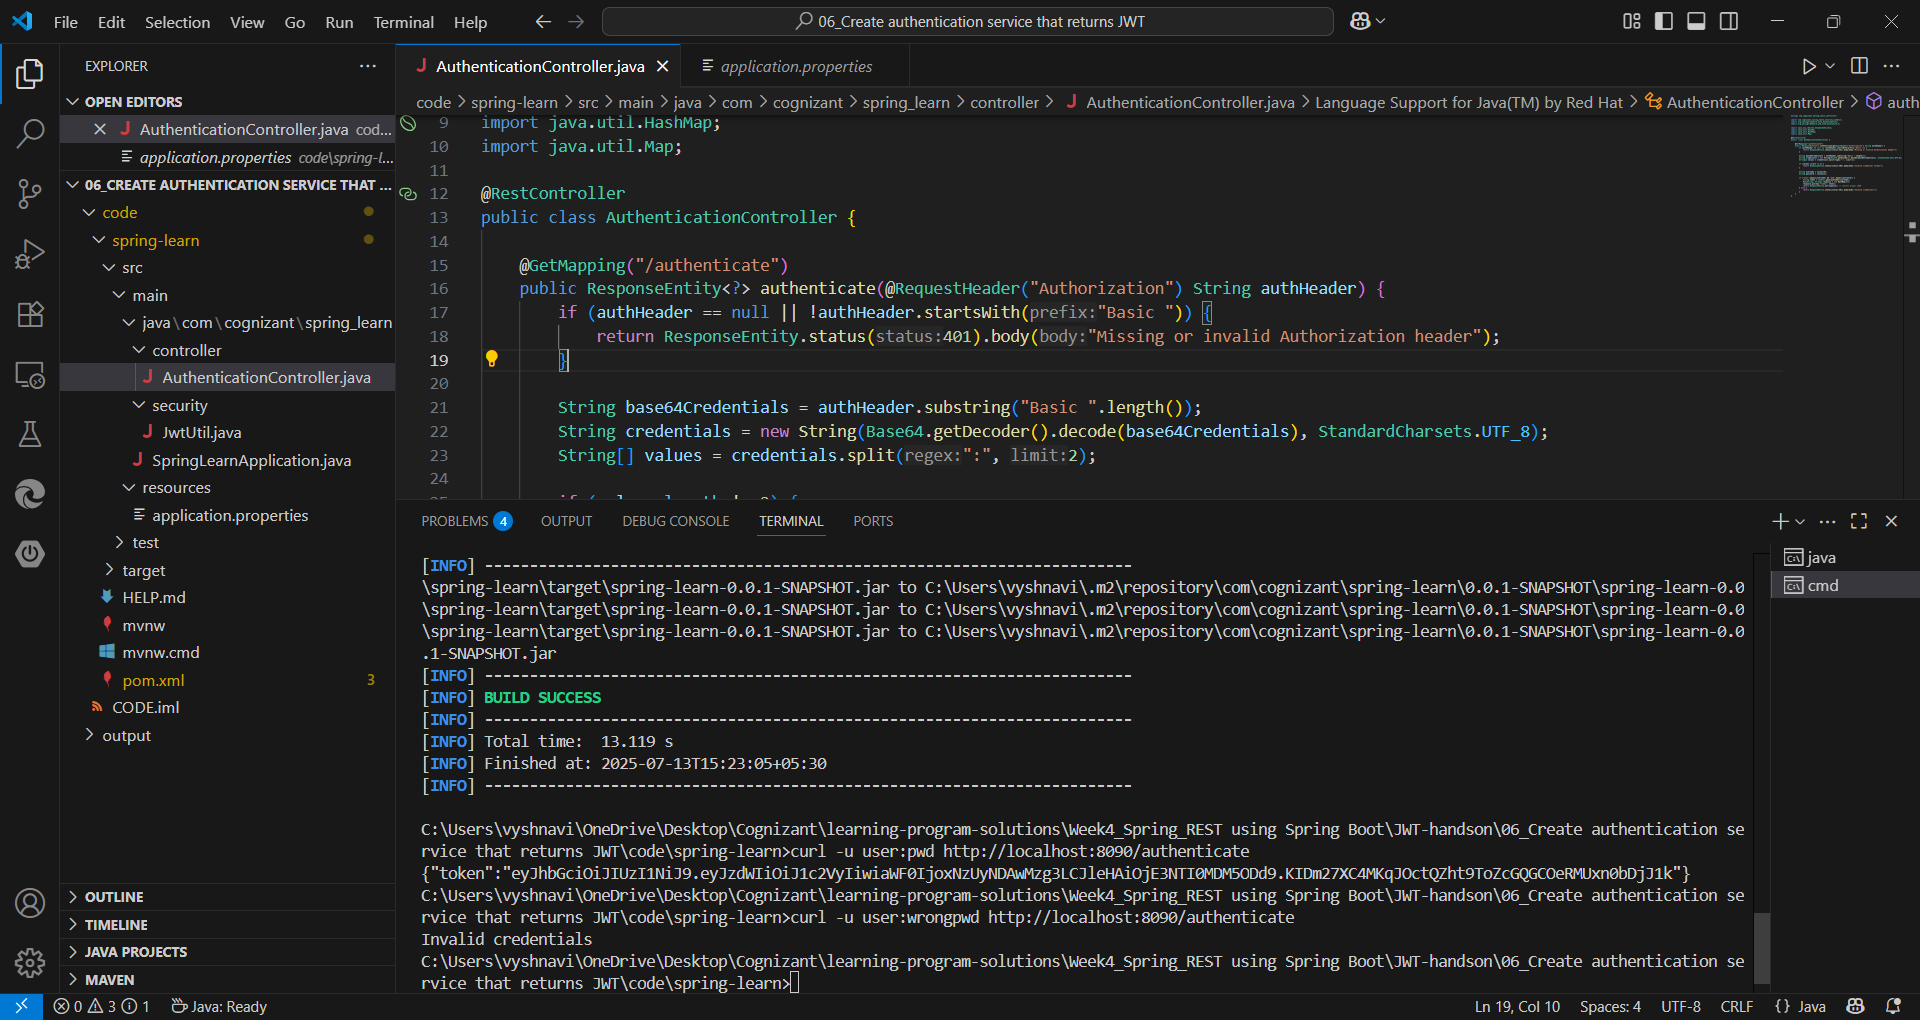 File Edit Selection View Go Run Terminal Help
06_Create authentication service that returns JWT
EXPLORER
OPEN EDITORS
AuthenticationController.java cod...
application.properties code\spring-l...
06_CREATE AUTHENTICATION SERVICE THAT ...
code
spring-learn
src
main
java\com\cognizant\spring_learn
controller
AuthenticationController.java
security
JwtUtil.java
SpringLearnApplication.java
resources
application.properties
test
target
HELP.md
mvnw
mvnw.cmd
pom.xml 3
CODE.iml
output
OUTLINE
TIMELINE
JAVA PROJECTS
MAVEN
AuthenticationController.java
application.properties
code > spring-learn > src > main > java > com > cognizant > spring_learn > controller > AuthenticationController.java > Language Support for Java(TM) by Red Hat > AuthenticationController > auth
9 import java.util.HashMap;
10 import java.util.Map;
11
12 @RestController
13 public class AuthenticationController {
14
15 @GetMapping("/authenticate")
16 public ResponseEntity<?> authenticate(@RequestHeader("Authorization") String authHeader) {
17 if (authHeader == null || !authHeader.startsWith(prefix:"Basic ")) {
18 return ResponseEntity.status(status:401).body(body:"Missing or invalid Authorization header");
19 }
20
21 String base64Credentials = authHeader.substring("Basic ".length());
22 String credentials = new String(Base64.getDecoder().decode(base64Credentials), StandardCharsets.UTF_8);
23 String[] values = credentials.split(regex:":", limit:2);
24
PROBLEMS 4 OUTPUT DEBUG CONSOLE TERMINAL PORTS
java
cmd
[INFO] ------------------------------------------------------------------------
\spring-learn\target\spring-learn-0.0.1-SNAPSHOT.jar to C:\Users\vyshnavi\.m2\repository\com\cognizant\spring-learn\0.0.1-SNAPSHOT\spring-learn-0.0
\spring-learn\target\spring-learn-0.0.1-SNAPSHOT.jar to C:\Users\vyshnavi\.m2\repository\com\cognizant\spring-learn\0.0.1-SNAPSHOT\spring-learn-0.0
\spring-learn\target\spring-learn-0.0.1-SNAPSHOT.jar to C:\Users\vyshnavi\.m2\repository\com\cognizant\spring-learn\0.0.1-SNAPSHOT\spring-learn-0.0
.1-SNAPSHOT.jar
[INFO] ------------------------------------------------------------------------
[INFO] BUILD SUCCESS
[INFO] ------------------------------------------------------------------------
[INFO] Total time:  13.119 s
[INFO] Finished at: 2025-07-13T15:23:05+05:30
[INFO] ------------------------------------------------------------------------
C:\Users\vyshnavi\OneDrive\Desktop\Cognizant\learning-program-solutions\Week4_Spring_REST using Spring Boot\JWT-handson\06_Create authentication se
rvice that returns JWT\code\spring-learn>curl -u user:pwd http://localhost:8090/authenticate
{"token":"eyJhbGciOiJIUzI1NiJ9.eyJzdWIiOiJ1c2VyIiwiaWF0IjoxNzUyNDAwMzg3LCJleHAiOjE3NTI0MDM5ODd9.KIDm27XC4MKqJOctQZht9ToZcGQGCOeRMUxn0bDjJ1k"}
C:\Users\vyshnavi\OneDrive\Desktop\Cognizant\learning-program-solutions\Week4_Spring_REST using Spring Boot\JWT-handson\06_Create authentication se
rvice that returns JWT\code\spring-learn>curl -u user:wrongpwd http://localhost:8090/authenticate
Invalid credentials
C:\Users\vyshnavi\OneDrive\Desktop\Cognizant\learning-program-solutions\Week4_Spring_REST using Spring Boot\JWT-handson\06_Create authentication se
rvice that returns JWT\code\spring-learn>
0 3 1 Java: Ready
Ln 19, Col 10 Spaces: 4 UTF-8 CRLF {} Java